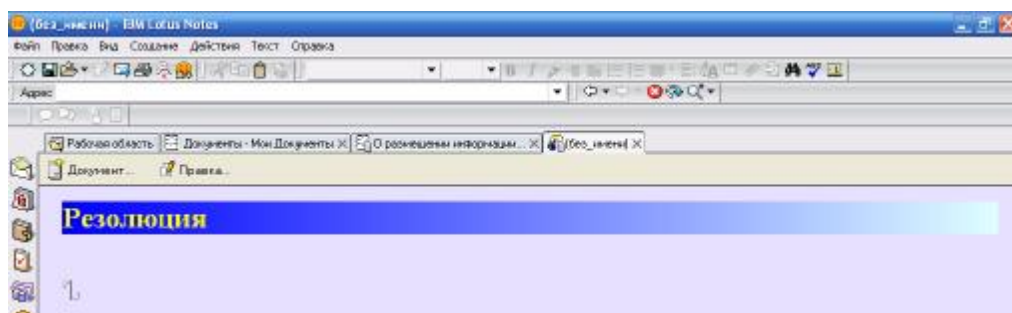 (без_имени) - IBM Lotus Notes
Файл Правка Вид Создание Действия Текст Справка
Адрес
Рабочая область Документы - Мои Документы О размещении информации... (без_имени)
Документ... Правка...
Резолюция